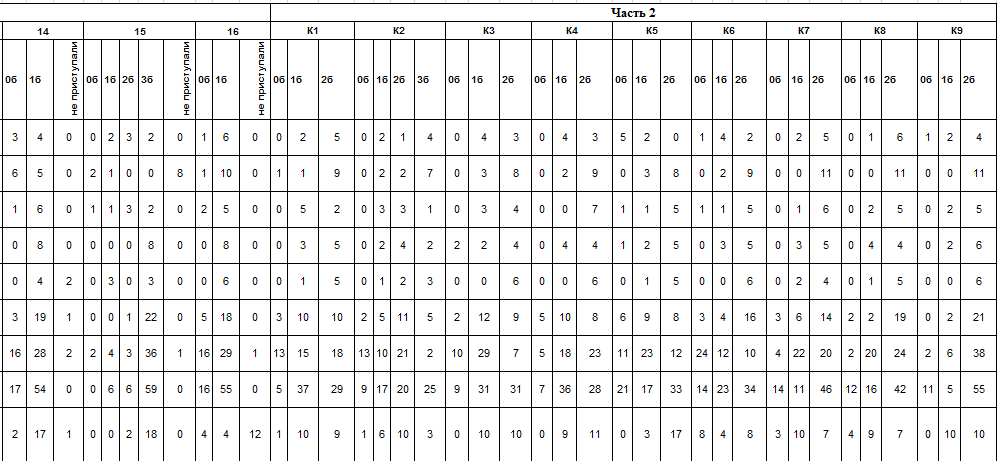 Часть 2
14 15 16 К1 К2 К3 К4 К5 К6 К7 К8 К9
0б 1б не приступали 0б 1б 2б 3б не приступали 0б 1б не приступали 0б 1б 2б 0б 1б 2б 3б 0б 1б 2б 0б 1б 2б 0б 1б 2б 0б 1б 2б 0б 1б 2б 0б 1б 2б 0б 1б 2б
3 4 0 0 2 3 2 0 1 6 0 0 2 5 0 2 1 4 0 4 3 0 4 3 5 2 0 1 4 2 0 2 5 0 1 6 1 2 4
6 5 0 2 1 0 0 8 1 10 0 1 1 9 0 2 2 7 0 3 8 0 2 9 0 3 8 0 2 9 0 0 11 0 0 11 0 0 11
1 6 0 1 1 3 2 0 2 5 0 0 5 2 0 3 3 1 0 3 4 0 0 7 1 1 5 1 1 5 0 1 6 0 2 5 0 2 5
0 8 0 0 0 0 8 0 0 8 0 0 3 5 0 2 4 2 2 2 4 0 4 4 1 2 5 0 3 5 0 3 5 0 4 4 0 2 6
0 4 2 0 3 0 3 0 0 6 0 0 1 5 0 1 2 3 0 0 6 0 0 6 0 1 5 0 0 6 0 2 4 0 1 5 0 0 6
3 19 1 0 0 1 22 0 5 18 0 3 10 10 2 5 11 5 2 12 9 5 10 8 6 9 8 3 4 16 3 6 14 2 2 19 0 2 21
16 28 2 2 4 3 36 1 16 29 1 13 15 18 13 10 21 2 10 29 7 5 18 23 11 23 12 24 12 10 4 22 20 2 20 24 2 6 38
17 54 0 0 6 6 59 0 16 55 0 5 37 29 9 17 20 25 9 31 31 7 36 28 21 17 33 14 23 34 14 11 46 12 16 42 11 5 55
2 17 1 0 0 2 18 0 4 4 12 1 10 9 1 6 10 3 0 10 10 0 9 11 0 3 17 8 4 8 3 10 7 4 9 7 0 10 10